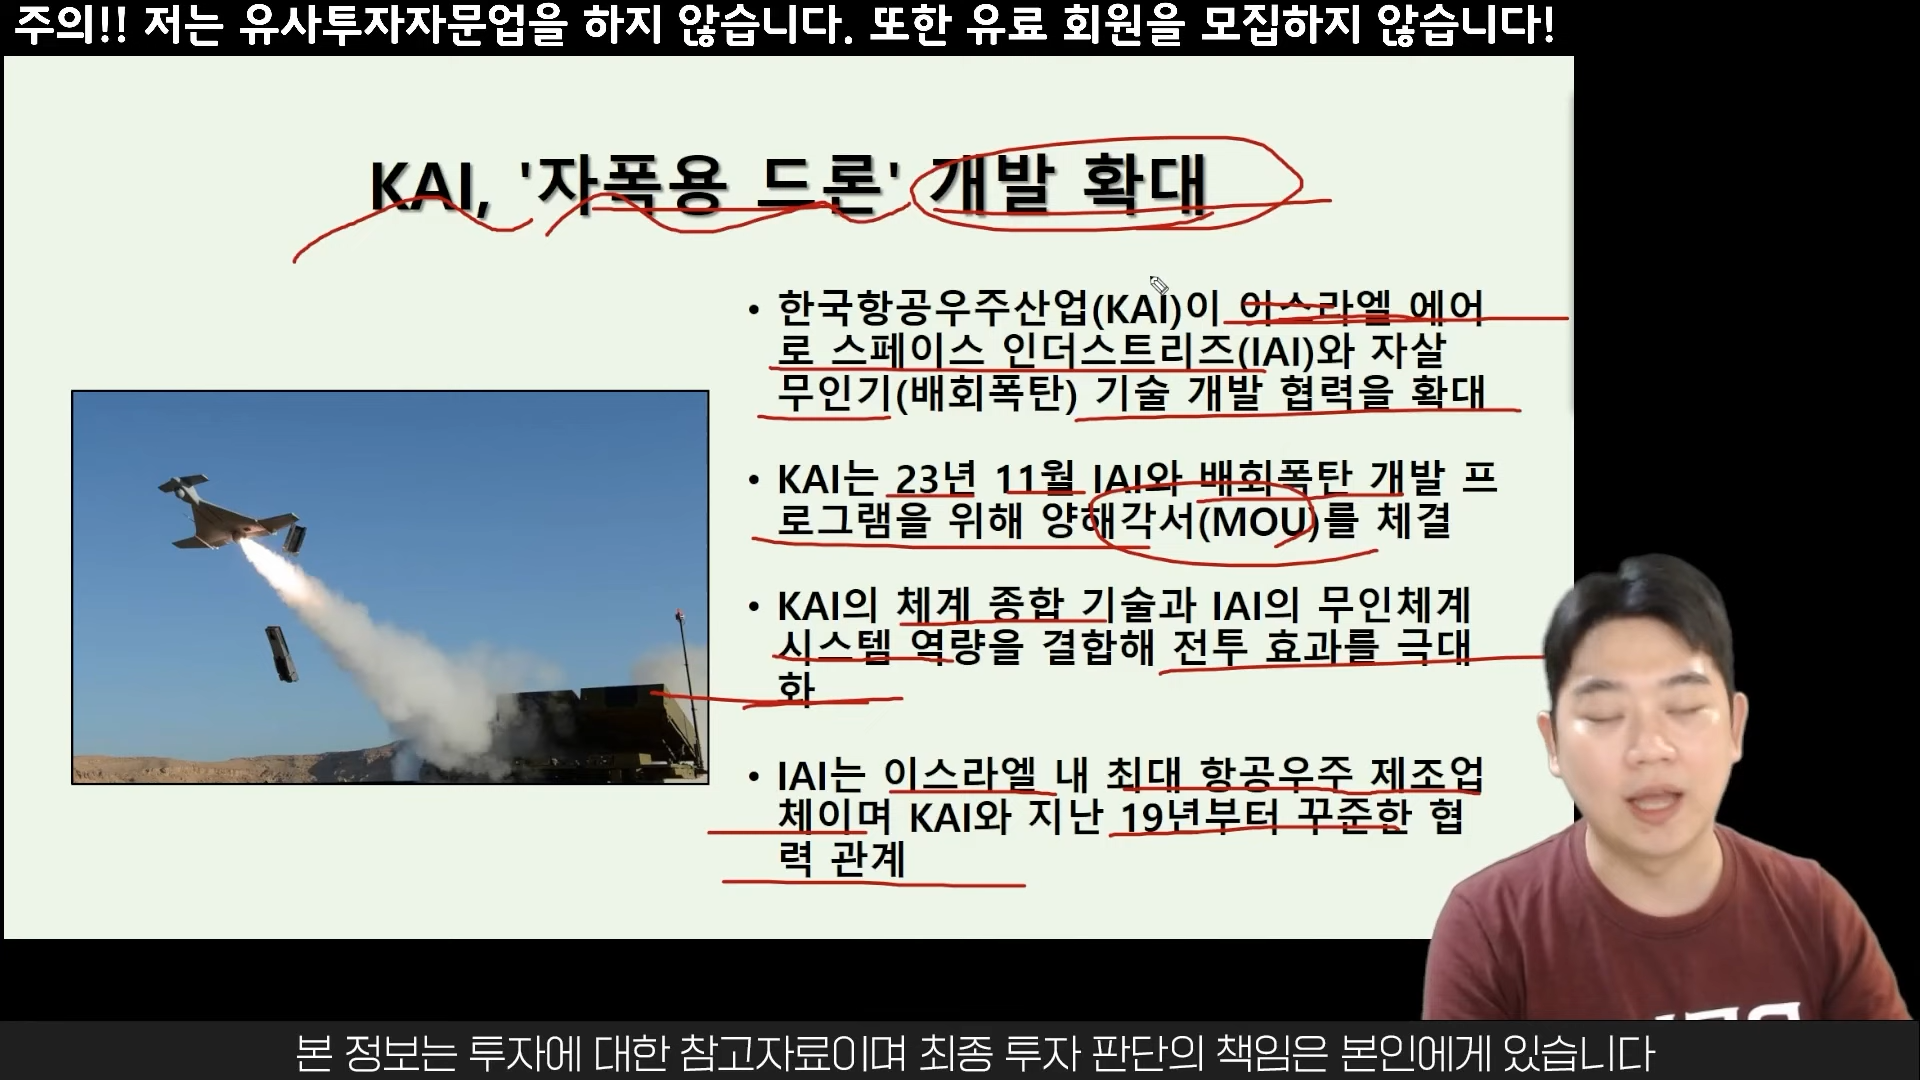 주의!! 저는 유사투자자문업을 하지 않습니다. 또한 유료 회원을 모집하지 않습니다!
KAI, '자폭용 드론' 개발 확대
• 한국항공우주산업(KAI)이 이스라엘 에어
로 스페이스 인더스트리즈(IAI)와 자살
무인기(배회폭탄) 기술 개발 협력을 확대
• KAI는 23년 11월 IAI와 배회폭탄 개발 프
로그램을 위해 양해각서(MOU)를 체결
• KAI의 체계 종합 기술과 IAI의 무인체계
시스템 역량을 결합해 전투 효과를 극대
화
• IAI는 이스라엘 내 최대 항공우주 제조업
체이며 KAI와 지난 19년부터 꾸준한 협
력 관계
본 정보는 투자에 대한 참고자료이며 최종 투자 판단의 책임은 본인에게 있습니다